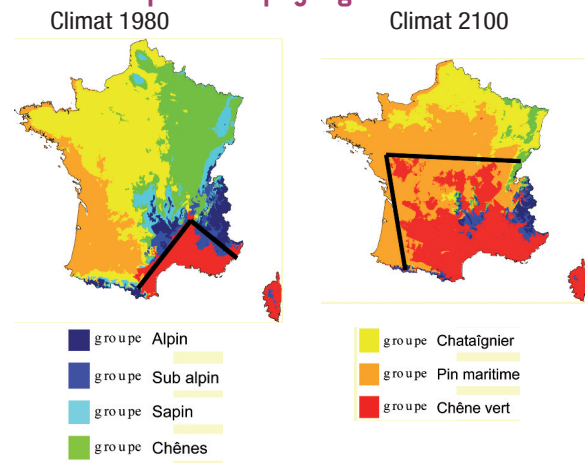 Climat 1980
Climat 2100
groupe Alpin
groupe Sub alpin
groupe Sapin
groupe Chênes
groupe Chataîgnier
groupe Pin maritime
groupe Chêne vert